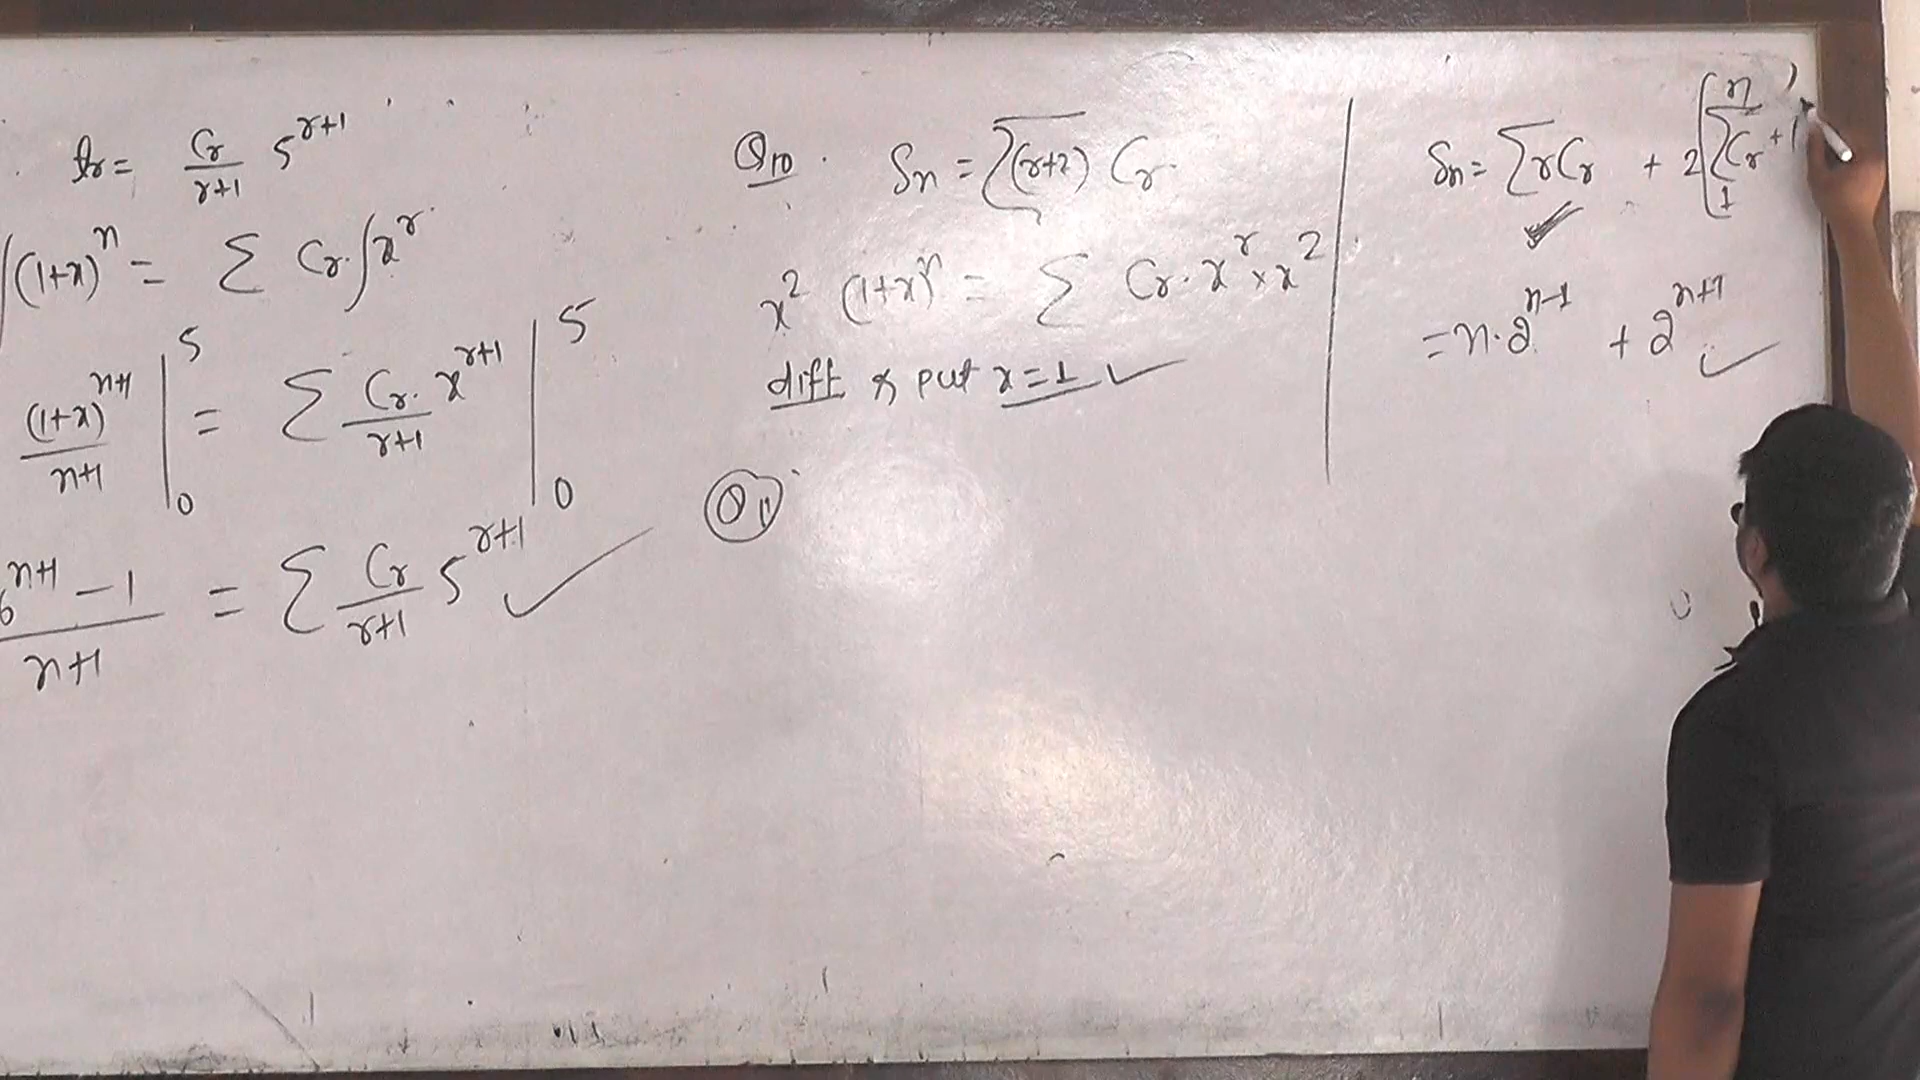 tr = Cr/r+1 5^r+1
∫(1+x)^n = Σ Cr. ∫x^r
(1+x)^n+1/n+1 |_0^5 = Σ Cr. x^r+1/r+1 |_0^5
6^n+1 - 1/n+1 = Σ Cr/r+1 5^r+1
Q10. Sn = Σ(r+2) Cr.
x^2 (1+x)^n = Σ Cr. x^r × x^2
diff & put x=1
Q11
Sn = Σ r Cr + 2(Σ_1^n Cr + 1)
= n. 2^n-1 + 2^n+1